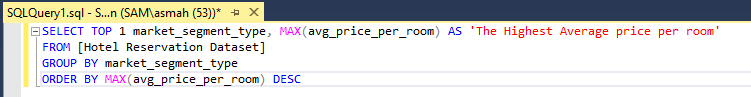 SQLQuery1.sql - S...n (SAM\asmah (53))*
SELECT TOP 1 market_segment_type, MAX(avg_price_per_room) AS 'The Highest Average price per room'
FROM [Hotel Reservation Dataset]
GROUP BY market_segment_type
ORDER BY MAX(avg_price_per_room) DESC